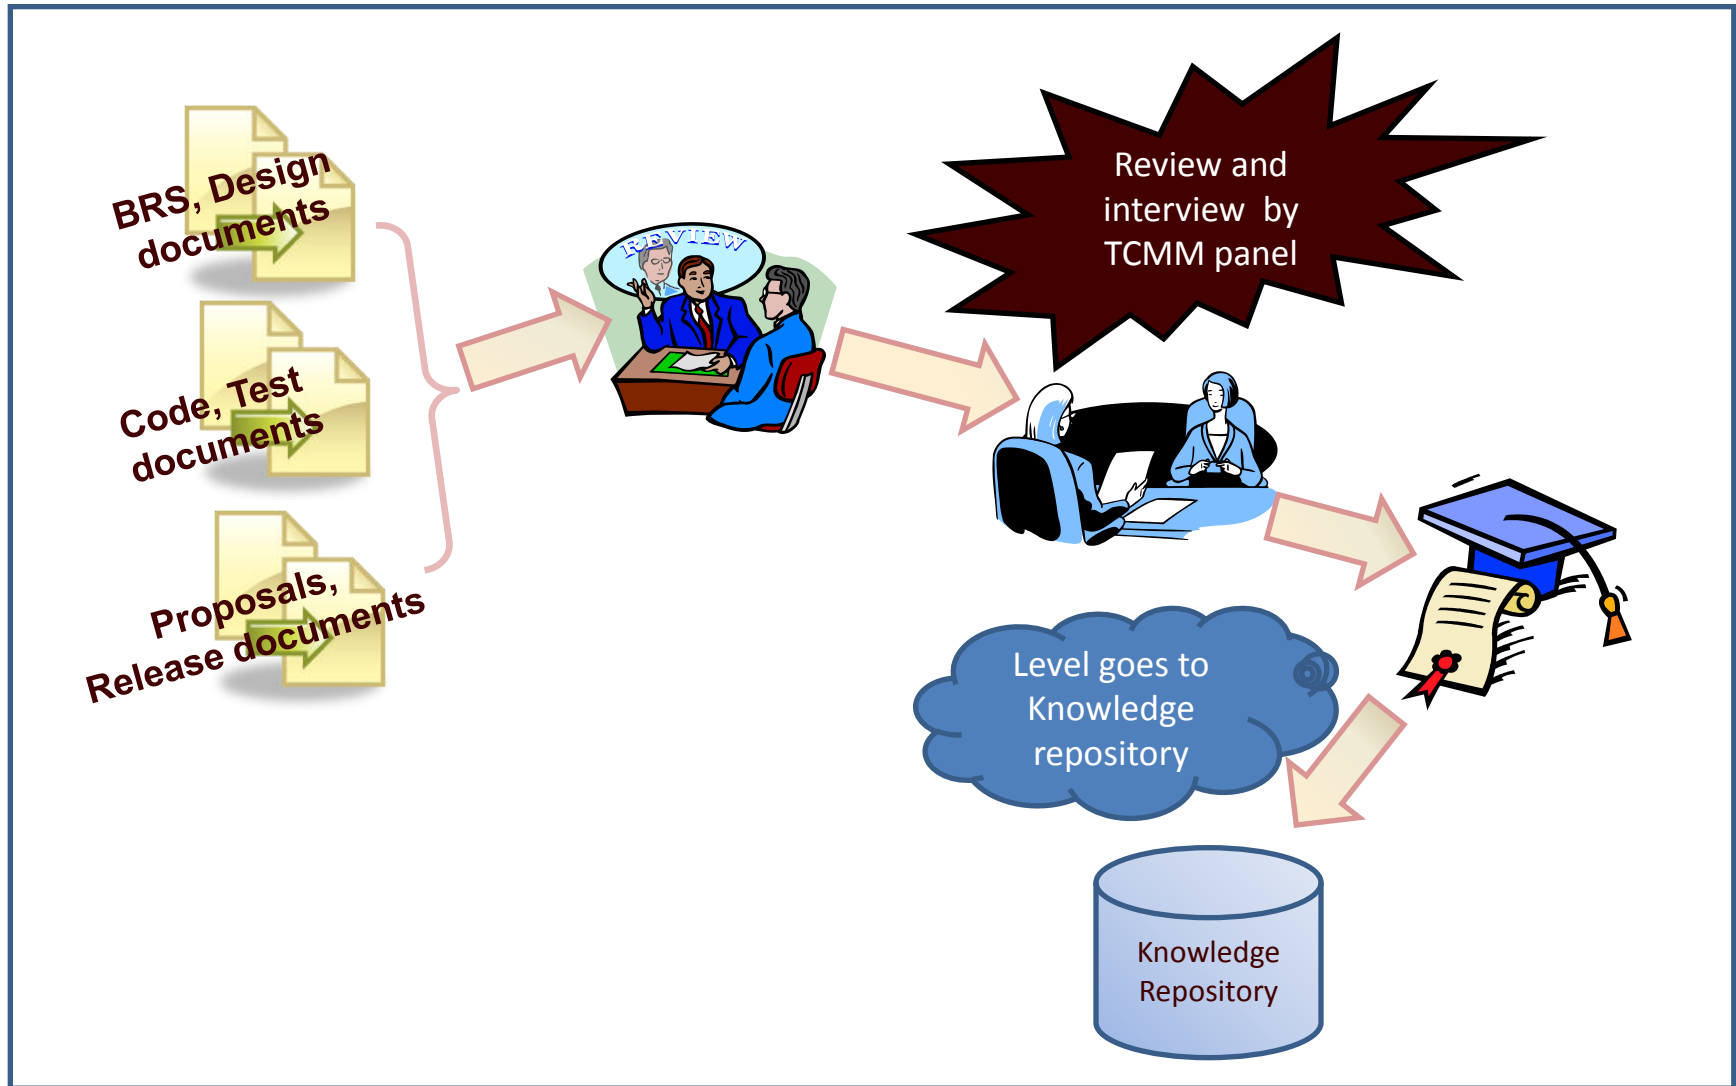 BRS, Design
documents
Code, Test
documents
Proposals,
Release documents
REVIEW
Review and
interview by
TCMM panel
Level goes to
Knowledge
repository
Knowledge
Repository